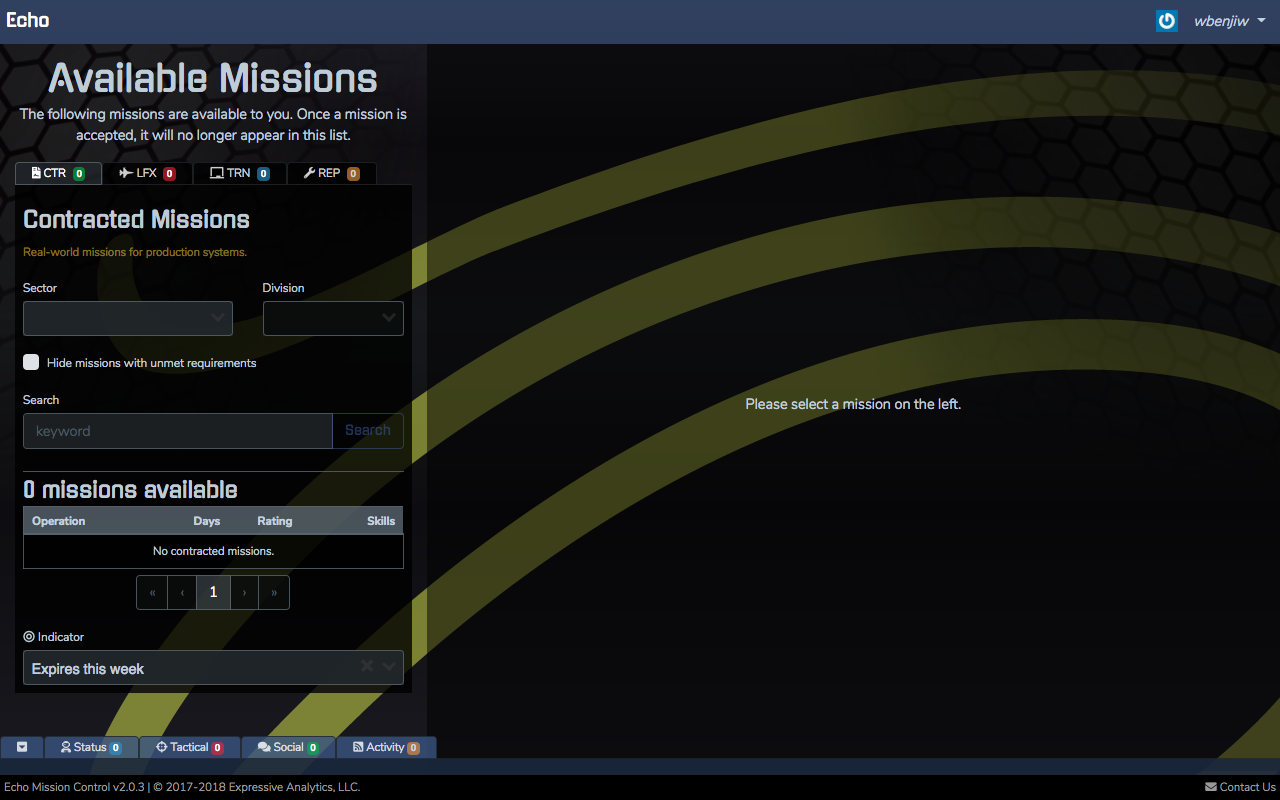 Echo
wbenjiw
Available Missions
The following missions are available to you. Once a mission is
accepted, it will no longer appear in this list.
CTR 0 LFX 0 TRN 0 REP 0
Contracted Missions
Real-world missions for production systems.
Sector Division
Hide missions with unmet requirements
Search
keyword Search
Please select a mission on the left.
0 missions available
Operation Days Rating Skills
No contracted missions.
« ‹ 1 › »
Indicator
Expires this week
Status 0 Tactical 0 Social 0 Activity 0
Echo Mission Control v2.0.3 | © 2017-2018 Expressive Analytics, LLC. Contact Us